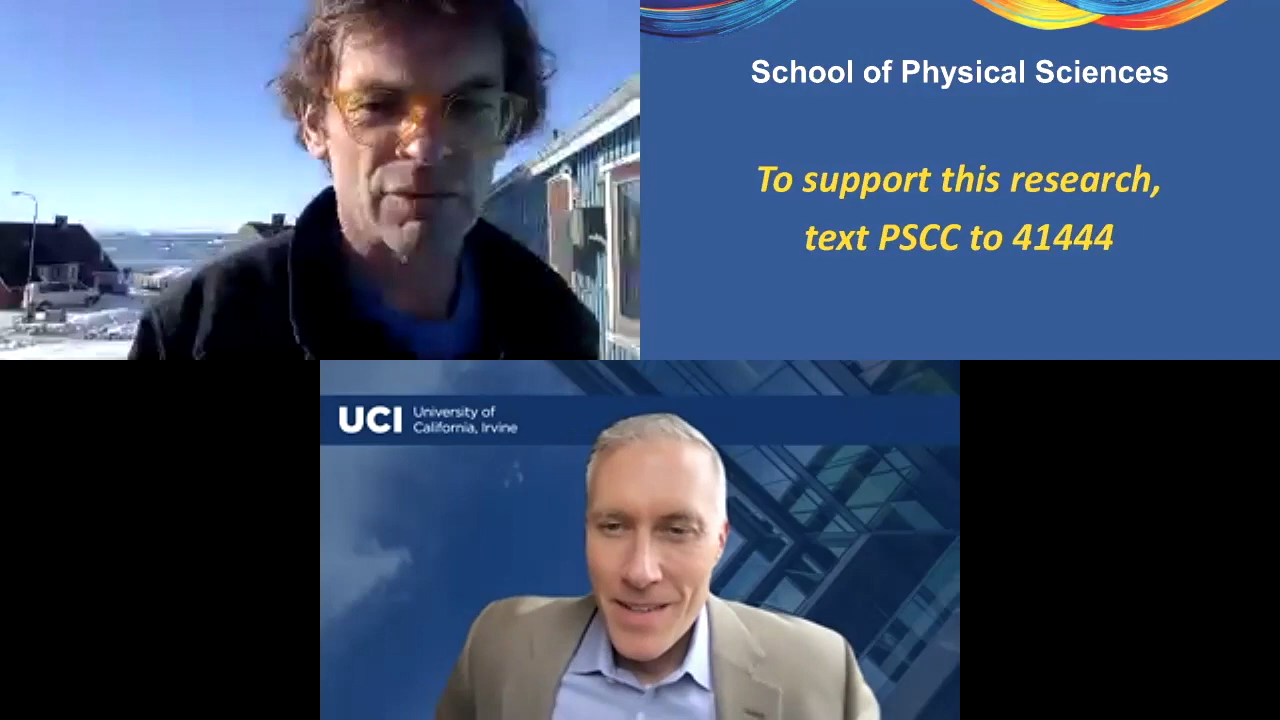 School of Physical Sciences
To support this research,
text PSCC to 41444
UCI
University of
California, Irvine